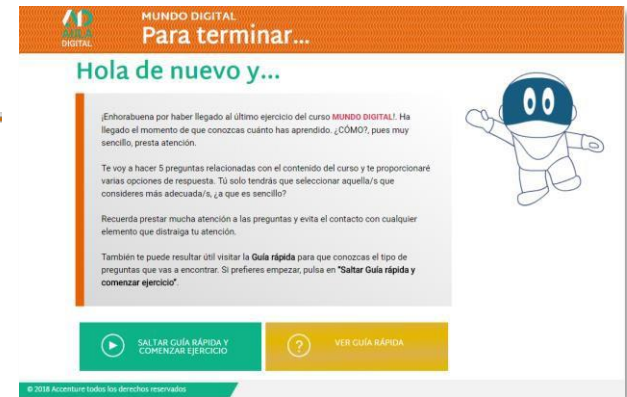 MUNDO DIGITAL
Para terminar...
AULA
DIGITAL
Hola de nuevo y...
¡Enhorabuena por haber llegado al último ejercicio del curso MUNDO DIGITAL!. Ha
llegado el momento de que conozcas cuánto has aprendido. ¿CÓMO?, pues muy
sencillo, presta atención.
Te voy a hacer 5 preguntas relacionadas con el contenido del curso y te proporcionaré
varias opciones de respuesta. Tú solo tendrás que seleccionar aquella/s que
consideres más adecuada/s, ¿a que es sencillo?
Recuerda prestar mucha atención a las preguntas y evita el contacto con cualquier
elemento que distraiga tu atención.
También te puede resultar útil visitar la Guía rápida para que conozcas el tipo de
preguntas que vas a encontrar. Si prefieres empezar, pulsa en "Saltar Guía rápida y
comenzar ejercicio".
SALTAR GUÍA RÁPIDA Y
COMENZAR EJERCICIO
? VER GUÍA RÁPIDA
© 2018 Accenture todos los derechos reservados